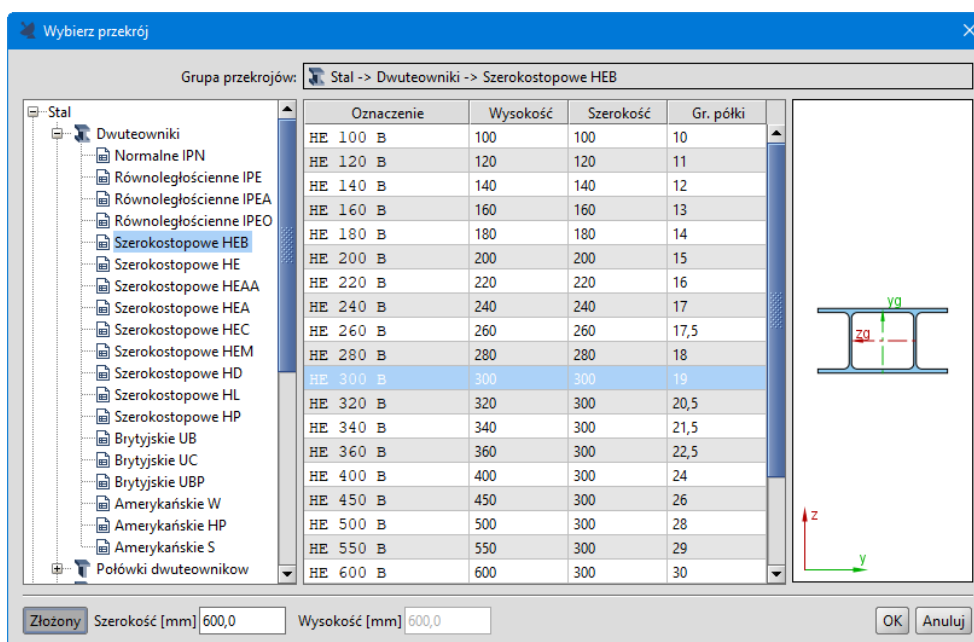 Wybierz przekrój
Grupa przekrojów: Stal -> Dwuteowniki -> Szerokostopowe HEB
Stal
Dwuteowniki
Normalne IPN
Równoległościenne IPE
Równoległościenne IPEA
Równoległościenne IPEO
Szerokostopowe HEB
Szerokostopowe HE
Szerokostopowe HEAA
Szerokostopowe HEA
Szerokostopowe HEC
Szerokostopowe HEM
Szerokostopowe HD
Szerokostopowe HL
Szerokostopowe HP
Brytyjskie UB
Brytyjskie UC
Brytyjskie UBP
Amerykańskie W
Amerykańskie HP
Amerykańskie S
Połówki dwuteownikow
Oznaczenie Wysokość Szerokość Gr. półki
HE 100 B 100 100 10
HE 120 B 120 120 11
HE 140 B 140 140 12
HE 160 B 160 160 13
HE 180 B 180 180 14
HE 200 B 200 200 15
HE 220 B 220 220 16
HE 240 B 240 240 17
HE 260 B 260 260 17,5
HE 280 B 280 280 18
HE 300 B 300 300 19
HE 320 B 320 300 20,5
HE 340 B 340 300 21,5
HE 360 B 360 300 22,5
HE 400 B 400 300 24
HE 450 B 450 300 26
HE 500 B 500 300 28
HE 550 B 550 300 29
HE 600 B 600 300 30
yg
zg
z
y
Złożony Szerokość [mm] 600,0 Wysokość [mm] 600,0 OK Anuluj